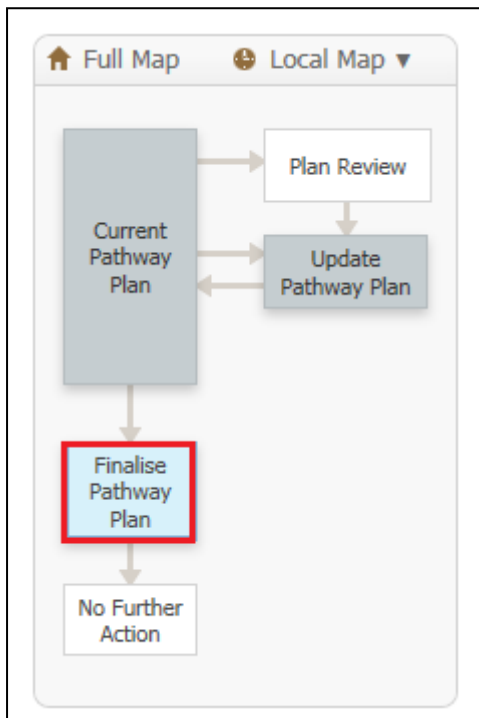 Full Map
Local Map ▼
Plan Review
Current
Pathway
Plan
Update
Pathway Plan
Finalise
Pathway
Plan
No Further
Action